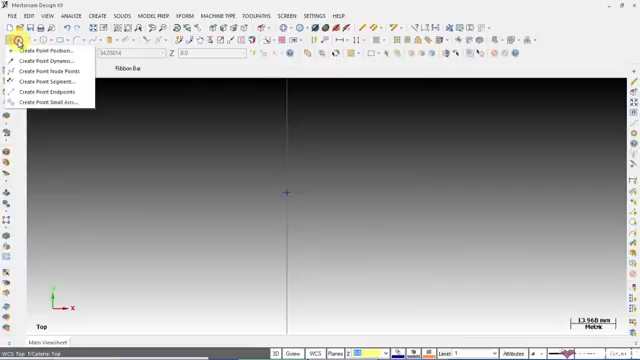 Mastercam Design X9
FILE EDIT VIEW ANALYZE CREATE SOLIDS MODEL PREP XFORM MACHINE TYPE TOOLPATHS SCREEN SETTINGS HELP
34.05014 Z 0.0
Ribbon Bar
Create Point Position...
Create Point Dynamic...
Create Point Node Points
Create Point Segment...
Create Point Endpoints
Create Point Small Arcs...
Y
X
Top
13.968 mm
Metric
Main Viewsheet
WCS: Top T/Cplane: Top 3D Gview WCS Planes Z 0.0 Level 1 Attributes